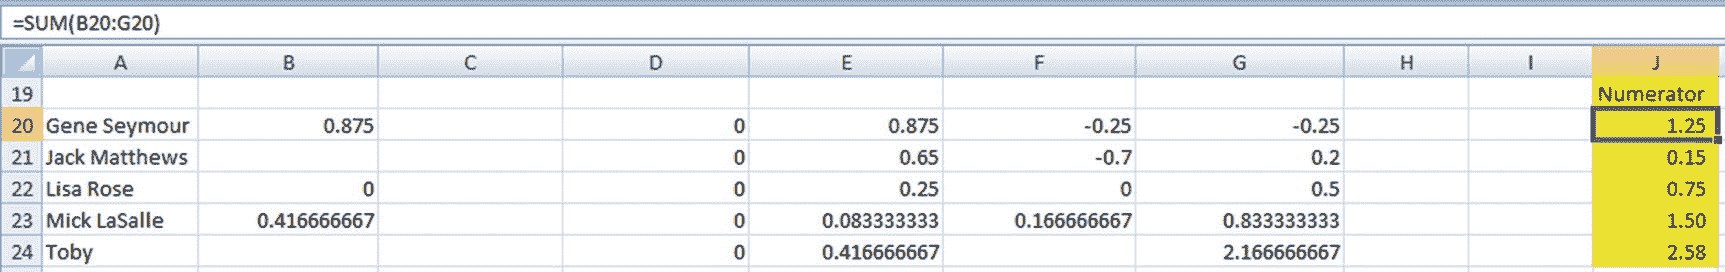 =SUM(B20:G20)
A B C D E F G H I J
19 Numerator
20 Gene Seymour 0.875 0 0.875 -0.25 -0.25 1.25
21 Jack Matthews 0 0.65 -0.7 0.2 0.15
22 Lisa Rose 0 0 0.25 0 0.5 0.75
23 Mick LaSalle 0.416666667 0 0.083333333 0.166666667 0.833333333 1.50
24 Toby 0 0.416666667 2.166666667 2.58